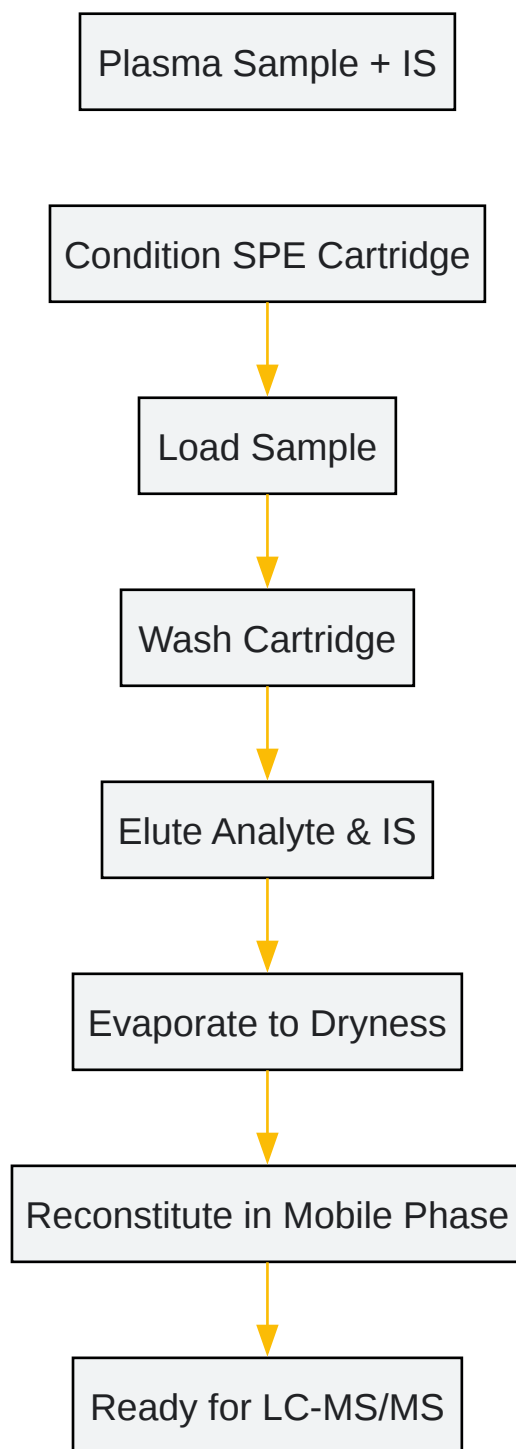 Plasma Sample + IS
Condition SPE Cartridge
Load Sample
Wash Cartridge
Elute Analyte & IS
Evaporate to Dryness
Reconstitute in Mobile Phase
Ready for LC-MS/MS